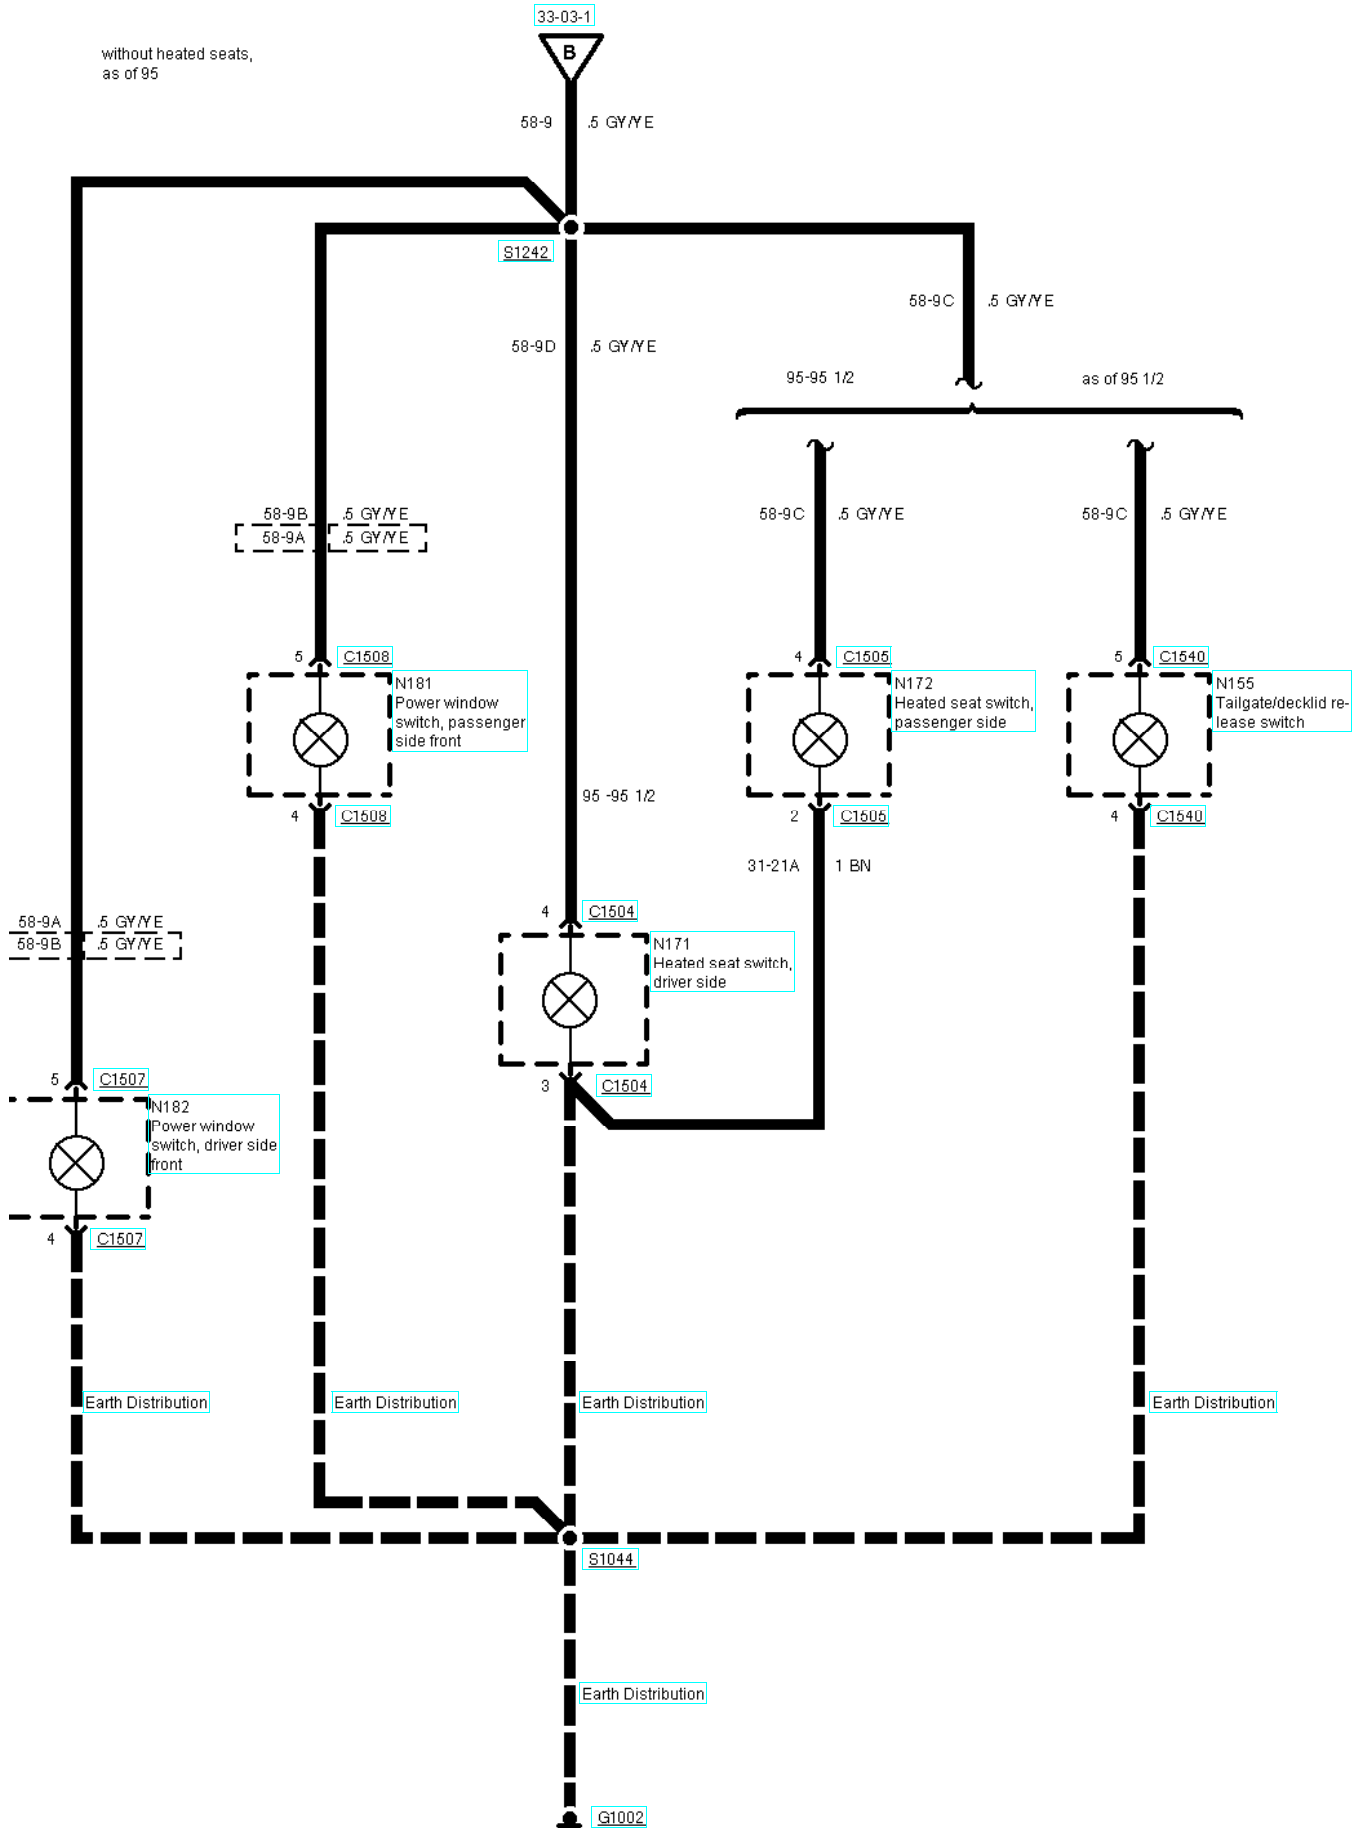 33-03-1
without heated seats,
as of 95
B
58-9 .5 GY/YE
S1242
58-9C .5 GY/YE
58-9D .5 GY/YE
95-95 1/2 as of 95 1/2
58-9B .5 GY/YE
58-9A .5 GY/YE
58-9C .5 GY/YE
58-9C .5 GY/YE
5 C1508
4 C1505
5 C1540
N181
Power window
switch, passenger
side front
N172
Heated seat switch,
passenger side
N155
Tailgate/decklid re-
lease switch
95 -95 1/2
4 C1508
2 C1505
4 C1540
31-21A 1 BN
58-9A .5 GY/YE
58-9B .5 GY/YE
4 C1504
N171
Heated seat switch,
driver side
5 C1507
3 C1504
N182
Power window
switch, driver side
front
4 C1507
Earth Distribution
Earth Distribution
Earth Distribution
Earth Distribution
S1044
Earth Distribution
G1002